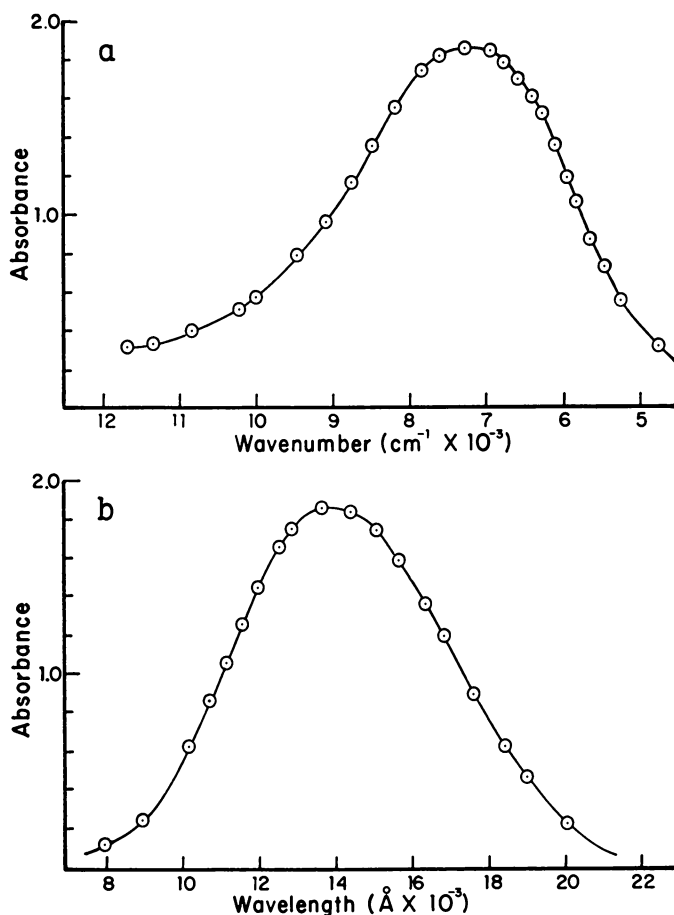 a
2.0
1.0
Absorbance
12 11 10 9 8 7 6 5
Wavenumber (cm⁻¹ X 10⁻³)
b
2.0
1.0
Absorbance
8 10 12 14 16 18 20 22
Wavelength (Å X 10⁻³)